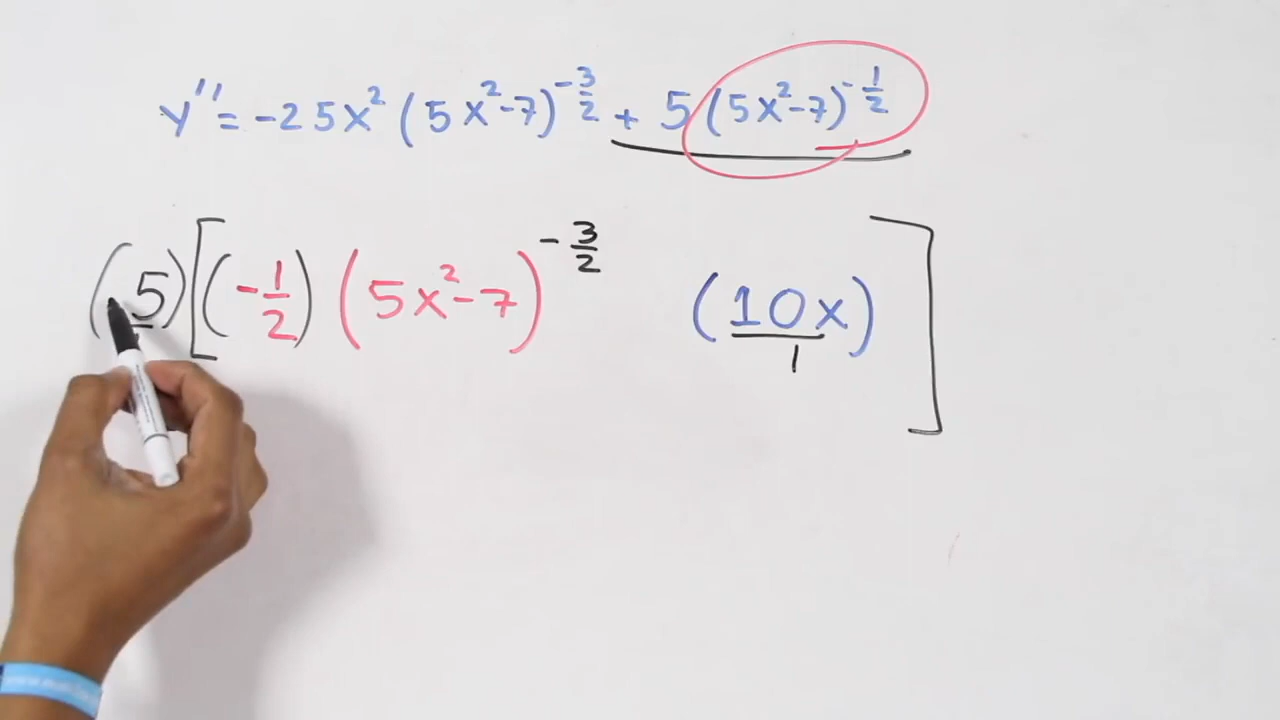 y'' = -25x² (5x²-7)^-3/2 + 5 (5x²-7)^-1/2
(5) [(-1/2) (5x²-7)^-3/2 (10x)]
1